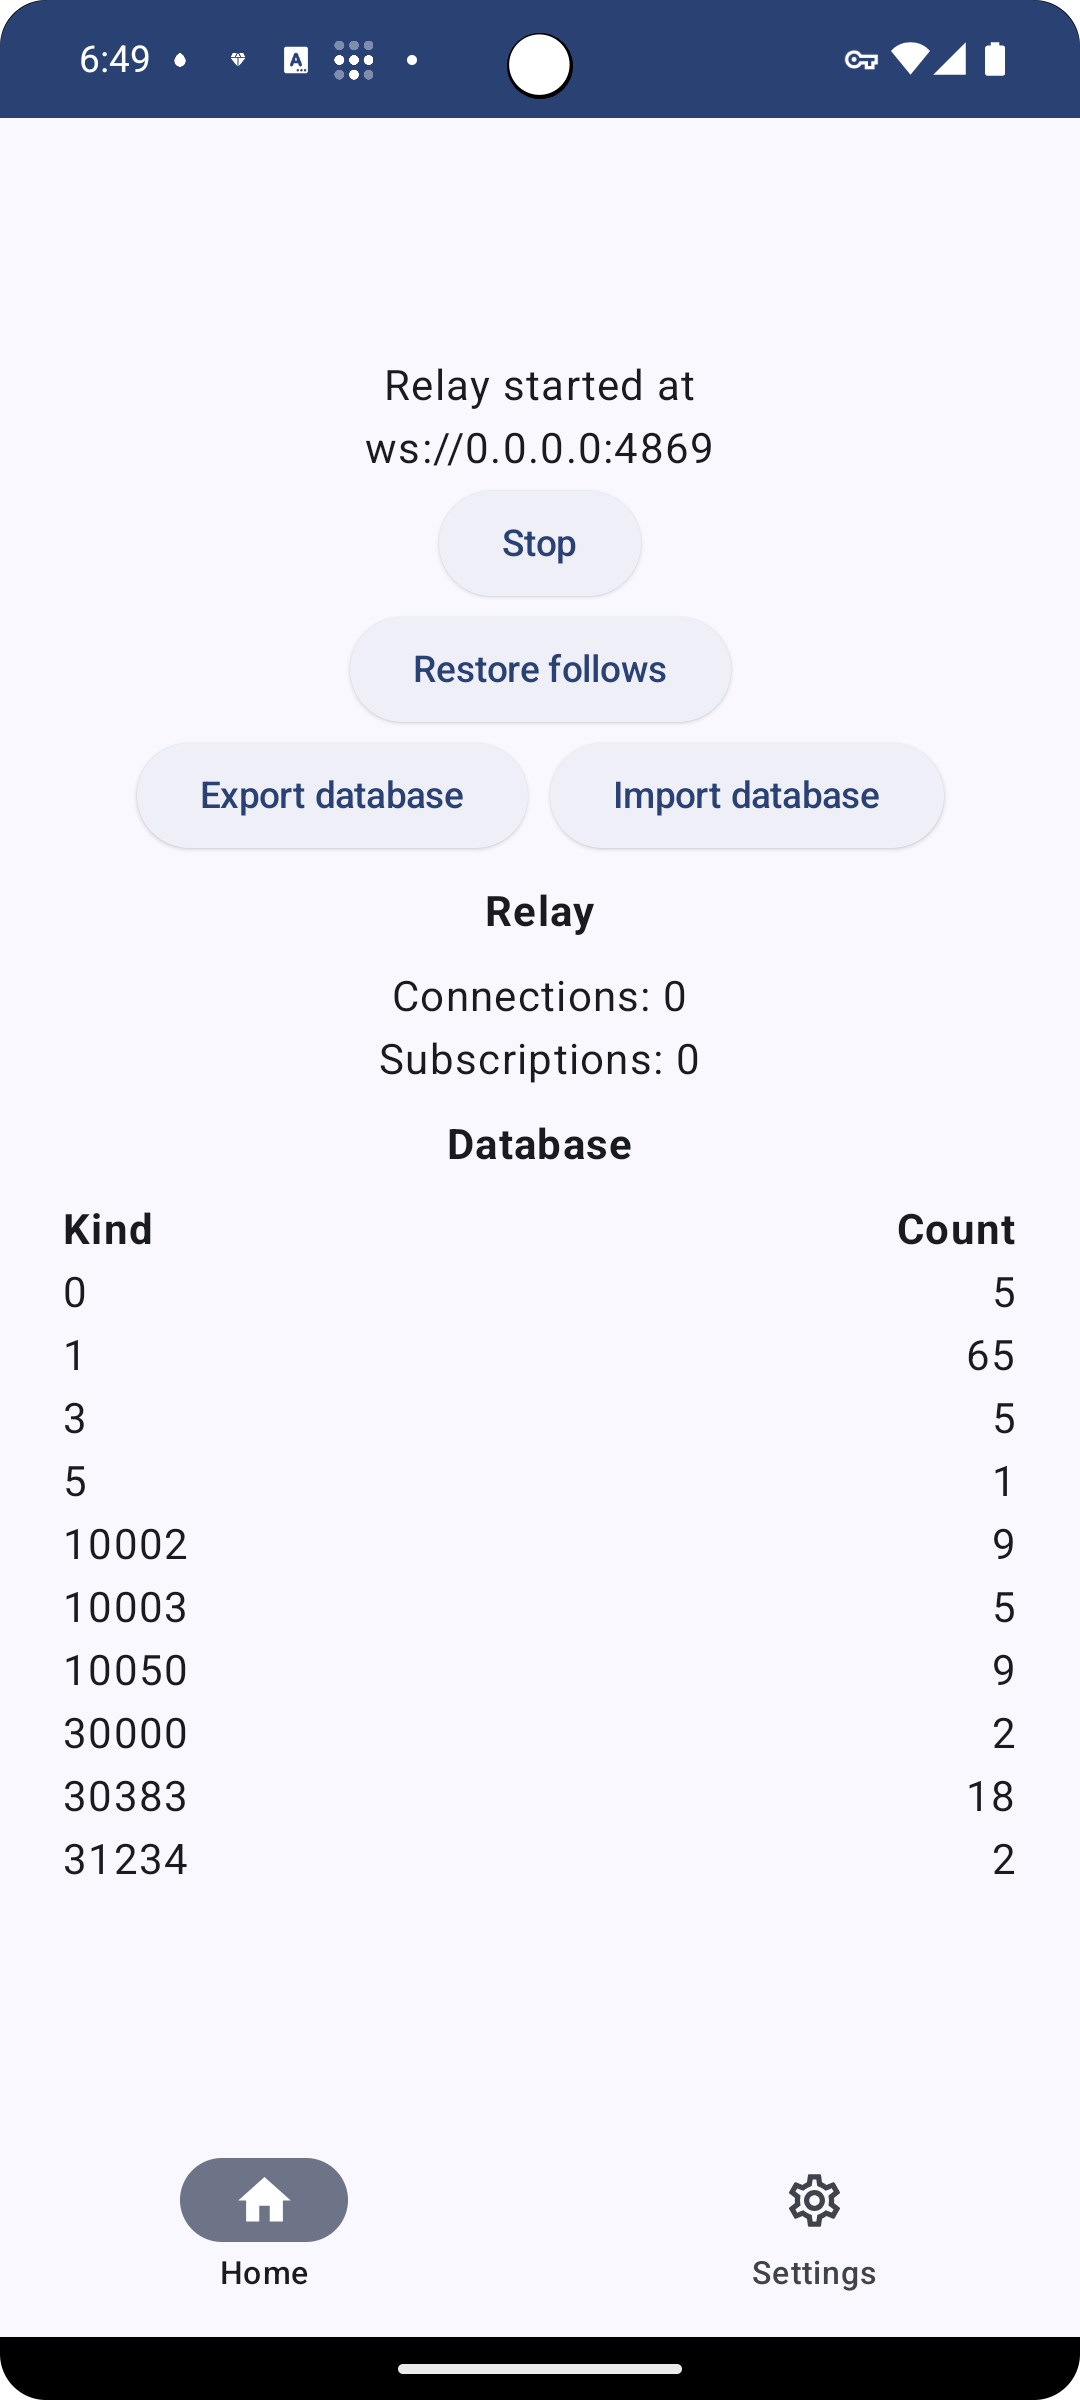 6:49
Relay started at
ws://0.0.0.0:4869
Stop
Restore follows
Export database Import database
Relay
Connections: 0
Subscriptions: 0
Database
Kind Count
0 5
1 65
3 5
5 1
10002 9
10003 5
10050 9
30000 2
30383 18
31234 2
Home Settings